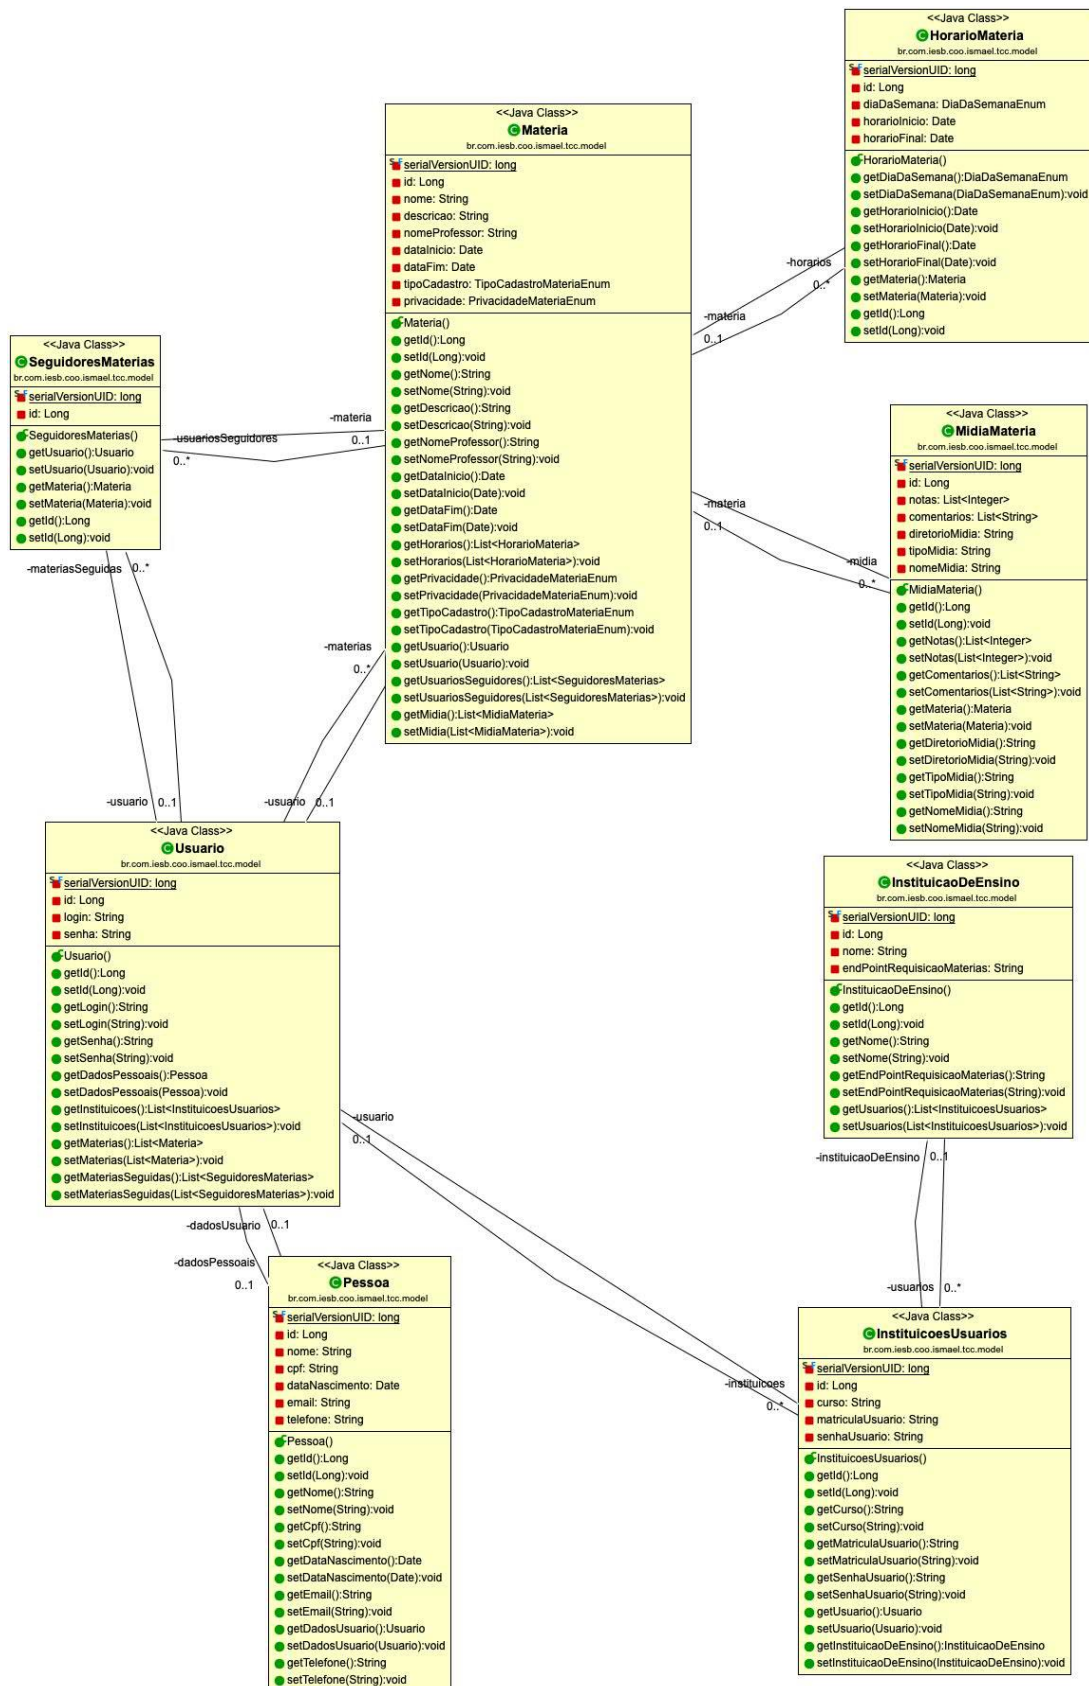 <<Java Class>>
HorarioMateria
br.com.iesb.coo.ismael.tcc.model
serialVersionUID: long
id: Long
diaDaSemana: DiaDaSemanaEnum
horarioInicio: Date
horarioFinal: Date
HorarioMateria()
getDiaDaSemana():DiaDaSemanaEnum
setDiaDaSemana(DiaDaSemanaEnum):void
getHorarioInicio():Date
setHorarioInicio(Date):void
getHorarioFinal():Date
setHorarioFinal(Date):void
getMateria():Materia
setMateria(Materia):void
getId():Long
setId(Long):void
<<Java Class>>
Materia
br.com.iesb.coo.ismael.tcc.model
serialVersionUID: long
id: Long
nome: String
descricao: String
nomeProfessor: String
dataInicio: Date
dataFim: Date
tipoCadastro: TipoCadastroMateriaEnum
privacidade: PrivacidadeMateriaEnum
Materia()
getId():Long
setId(Long):void
getNome():String
setNome(String):void
getDescricao():String
setDescricao(String):void
getNomeProfessor():String
setNomeProfessor(String):void
getDataInicio():Date
setDataInicio(Date):void
getDataFim():Date
setDataFim(Date):void
getHorarios():List<HorarioMateria>
setHorarios(List<HorarioMateria>):void
getPrivacidade():PrivacidadeMateriaEnum
setPrivacidade(PrivacidadeMateriaEnum):void
getTipoCadastro():TipoCadastroMateriaEnum
setTipoCadastro(TipoCadastroMateriaEnum):void
getUsuario():Usuario
setUsuario(Usuario):void
getUsuariosSeguidores():List<SeguidoresMaterias>
setUsuariosSeguidores(List<SeguidoresMaterias>):void
getMidia():List<MidiaMateria>
setMidia(List<MidiaMateria>):void
-horarios
0..*
-materia
0..1
<<Java Class>>
SeguidoresMaterias
br.com.iesb.coo.ismael.tcc.model
serialVersionUID: long
id: Long
SeguidoresMaterias()
getUsuario():Usuario
setUsuario(Usuario):void
getMateria():Materia
setMateria(Materia):void
getId():Long
setId(Long):void
-materia
0..1
-usuariosSeguidores
0..*
<<Java Class>>
MidiaMateria
br.com.iesb.coo.ismael.tcc.model
serialVersionUID: long
id: Long
notas: List<Integer>
comentarios: List<String>
diretorioMidia: String
tipoMidia: String
nomeMidia: String
MidiaMateria()
getId():Long
setId(Long):void
getNotas():List<Integer>
setNotas(List<Integer>):void
getComentarios():List<String>
setComentarios(List<String>):void
getMateria():Materia
setMateria(Materia):void
getDiretorioMidia():String
setDiretorioMidia(String):void
getTipoMidia():String
setTipoMidia(String):void
getNomeMidia():String
setNomeMidia(String):void
-materia
0..1
-midia
0..*
-materiasSeguidas
0..*
-materias
0..*
-usuario
0..1
-usuario
0..1
<<Java Class>>
Usuario
br.com.iesb.coo.ismael.tcc.model
serialVersionUID: long
id: Long
login: String
senha: String
Usuario()
getId():Long
setId(Long):void
getLogin():String
setLogin(String):void
getSenha():String
setSenha(String):void
getDadosPessoais():Pessoa
setDadosPessoais(Pessoa):void
getInstituicoes():List<InstituicoesUsuarios>
setInstituicoes(List<InstituicoesUsuarios>):void
getMaterias():List<Materia>
setMaterias(List<Materia>):void
getMateriasSeguidas():List<SeguidoresMaterias>
setMateriasSeguidas(List<SeguidoresMaterias>):void
<<Java Class>>
InstituicaoDeEnsino
br.com.iesb.coo.ismael.tcc.model
serialVersionUID: long
id: Long
nome: String
endPointRequisicaoMaterias: String
InstituicaoDeEnsino()
getId():Long
setId(Long):void
getNome():String
setNome(String):void
getEndPointRequisicaoMaterias():String
setEndPointRequisicaoMaterias(String):void
getUsuarios():List<InstituicoesUsuarios>
setUsuarios(List<InstituicoesUsuarios>):void
-usuario
0..1
-instituicaoDeEnsino
0..1
-dadosUsuario
0..1
-dadosPessoais
0..1
-usuarios
0..*
-instituicoes
0..*
<<Java Class>>
Pessoa
br.com.iesb.coo.ismael.tcc.model
serialVersionUID: long
id: Long
nome: String
cpf: String
dataNascimento: Date
email: String
telefone: String
Pessoa()
getId():Long
setId(Long):void
getNome():String
setNome(String):void
getCpf():String
setCpf(String):void
getDataNascimento():Date
setDataNascimento(Date):void
getEmail():String
setEmail(String):void
getDadosUsuario():Usuario
setDadosUsuario(Usuario):void
getTelefone():String
setTelefone(String):void
<<Java Class>>
InstituicoesUsuarios
br.com.iesb.coo.ismael.tcc.model
serialVersionUID: long
id: Long
curso: String
matriculaUsuario: String
senhaUsuario: String
InstituicoesUsuarios()
getId():Long
setId(Long):void
getCurso():String
setCurso(String):void
getMatriculaUsuario():String
setMatriculaUsuario(String):void
getSenhaUsuario():String
setSenhaUsuario(String):void
getUsuario():Usuario
setUsuario(Usuario):void
getInstituicaoDeEnsino():InstituicaoDeEnsino
setInstituicaoDeEnsino(InstituicaoDeEnsino):void